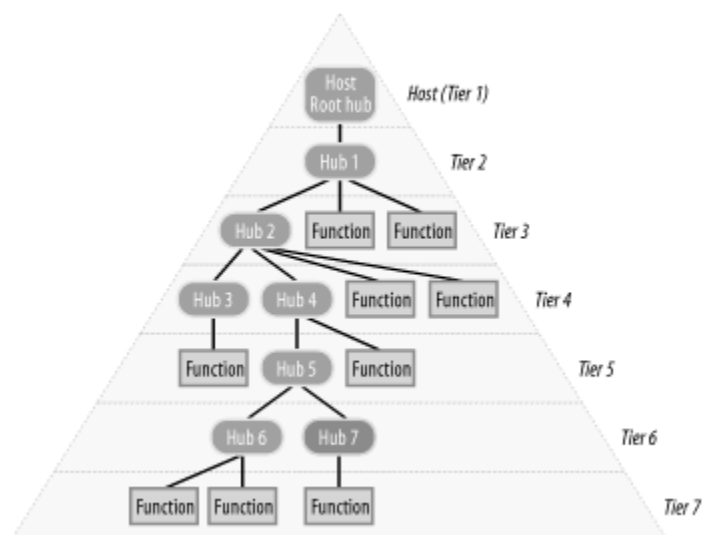 Host
Root hub
Host (Tier 1)
Hub 1
Tier 2
Hub 2 Function Function
Tier 3
Hub 3 Hub 4 Function Function
Tier 4
Function Hub 5 Function
Tier 5
Hub 6 Hub 7
Tier 6
Function Function Function
Tier 7